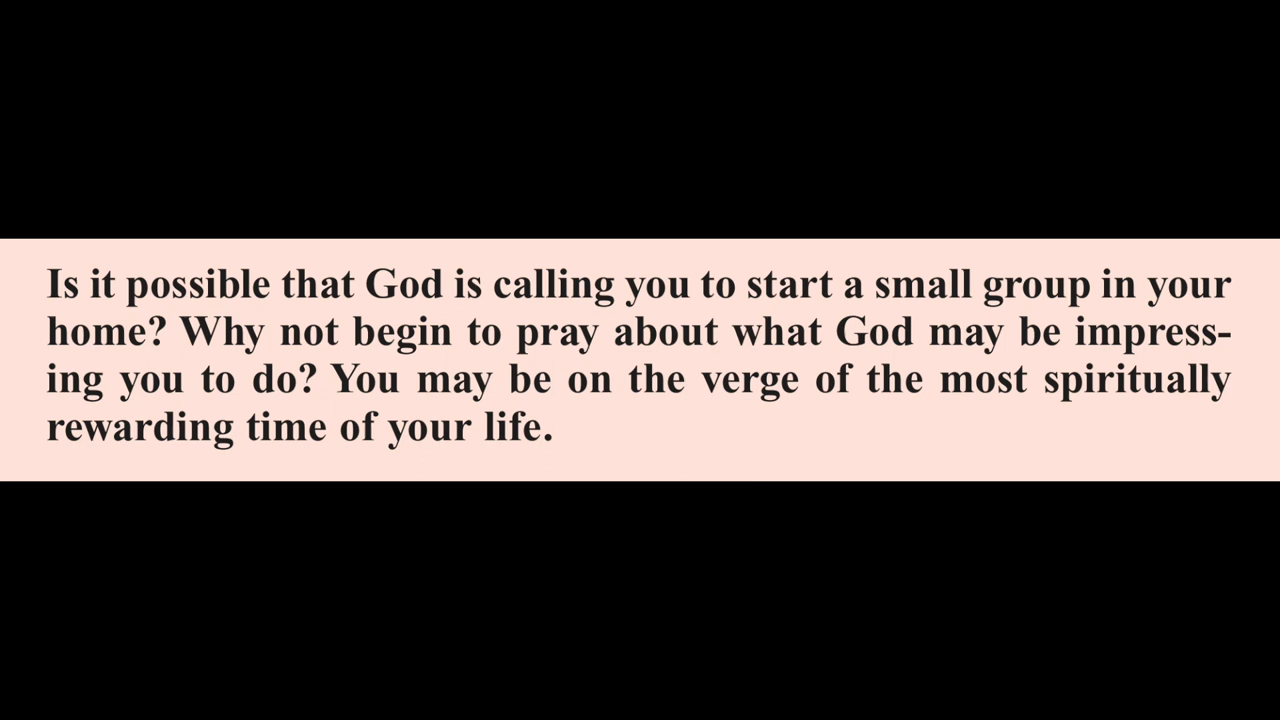 Is it possible that God is calling you to start a small group in your
home? Why not begin to pray about what God may be impress-
ing you to do? You may be on the verge of the most spiritually
rewarding time of your life.